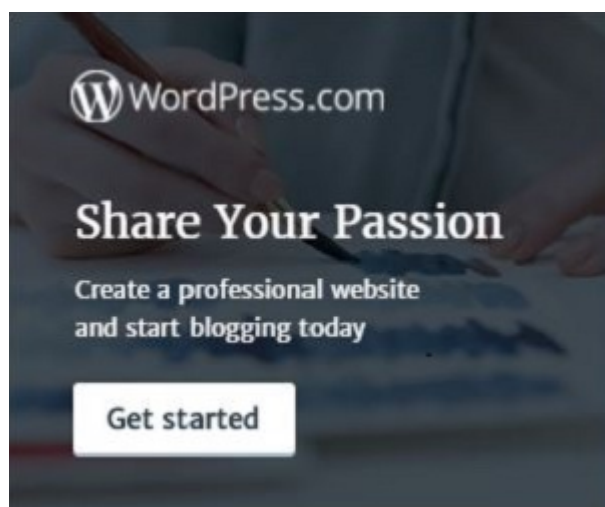 WordPress.com
Share Your Passion
Create a professional website
and start blogging today
Get started